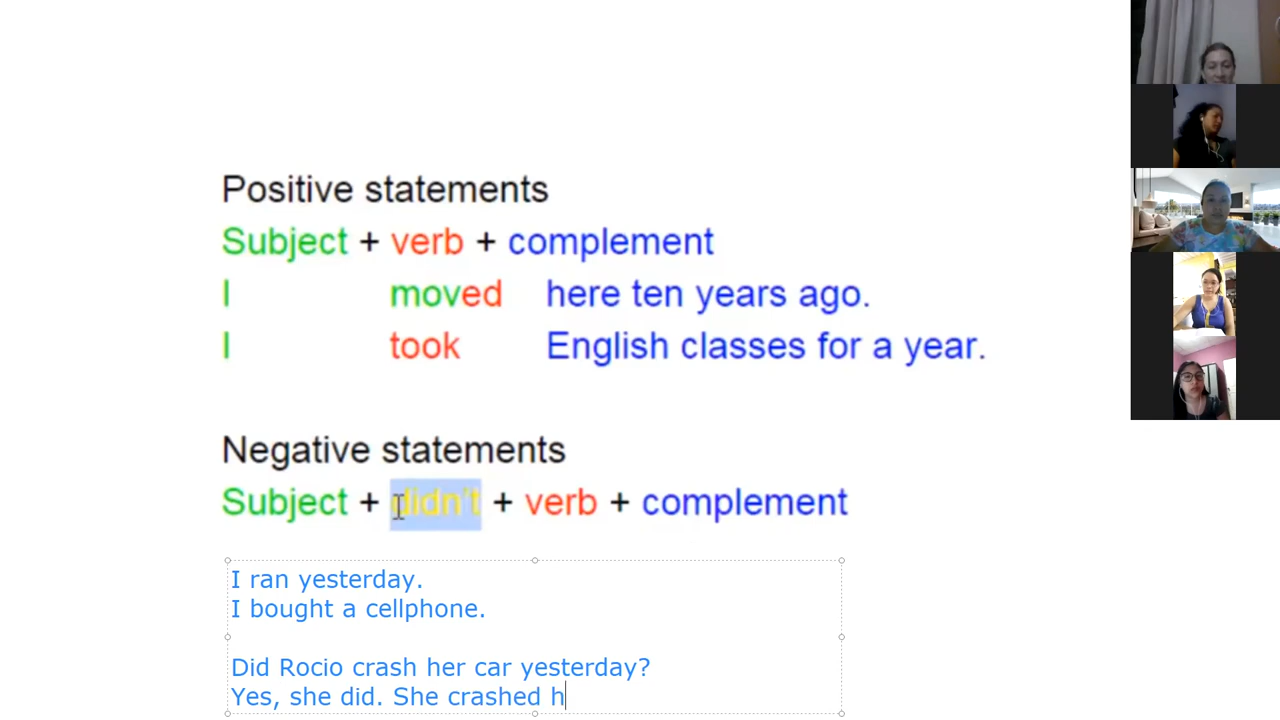 Positive statements
Subject + verb + complement
I moved here ten years ago.
I took English classes for a year.
Negative statements
Subject + didn't + verb + complement
I ran yesterday.
I bought a cellphone.
Did Rocio crash her car yesterday?
Yes, she did. She crashed h